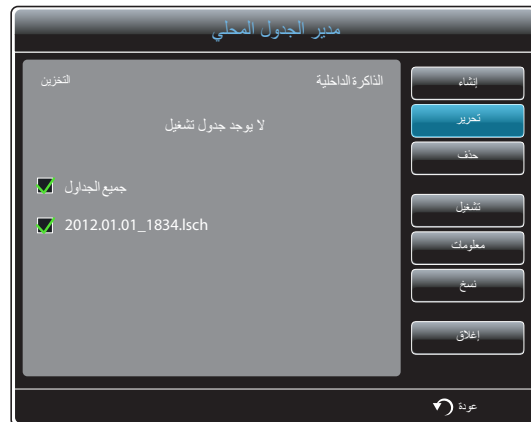 مدير الجدول المحلي
الذاكرة الداخلية
التخزين
لا يوجد جدول تشغيل
جميع الجداول
2012.01.01_1834.lsch
إنشاء
تحرير
حذف
تشغيل
معلومات
نسخ
إغلاق
عودة